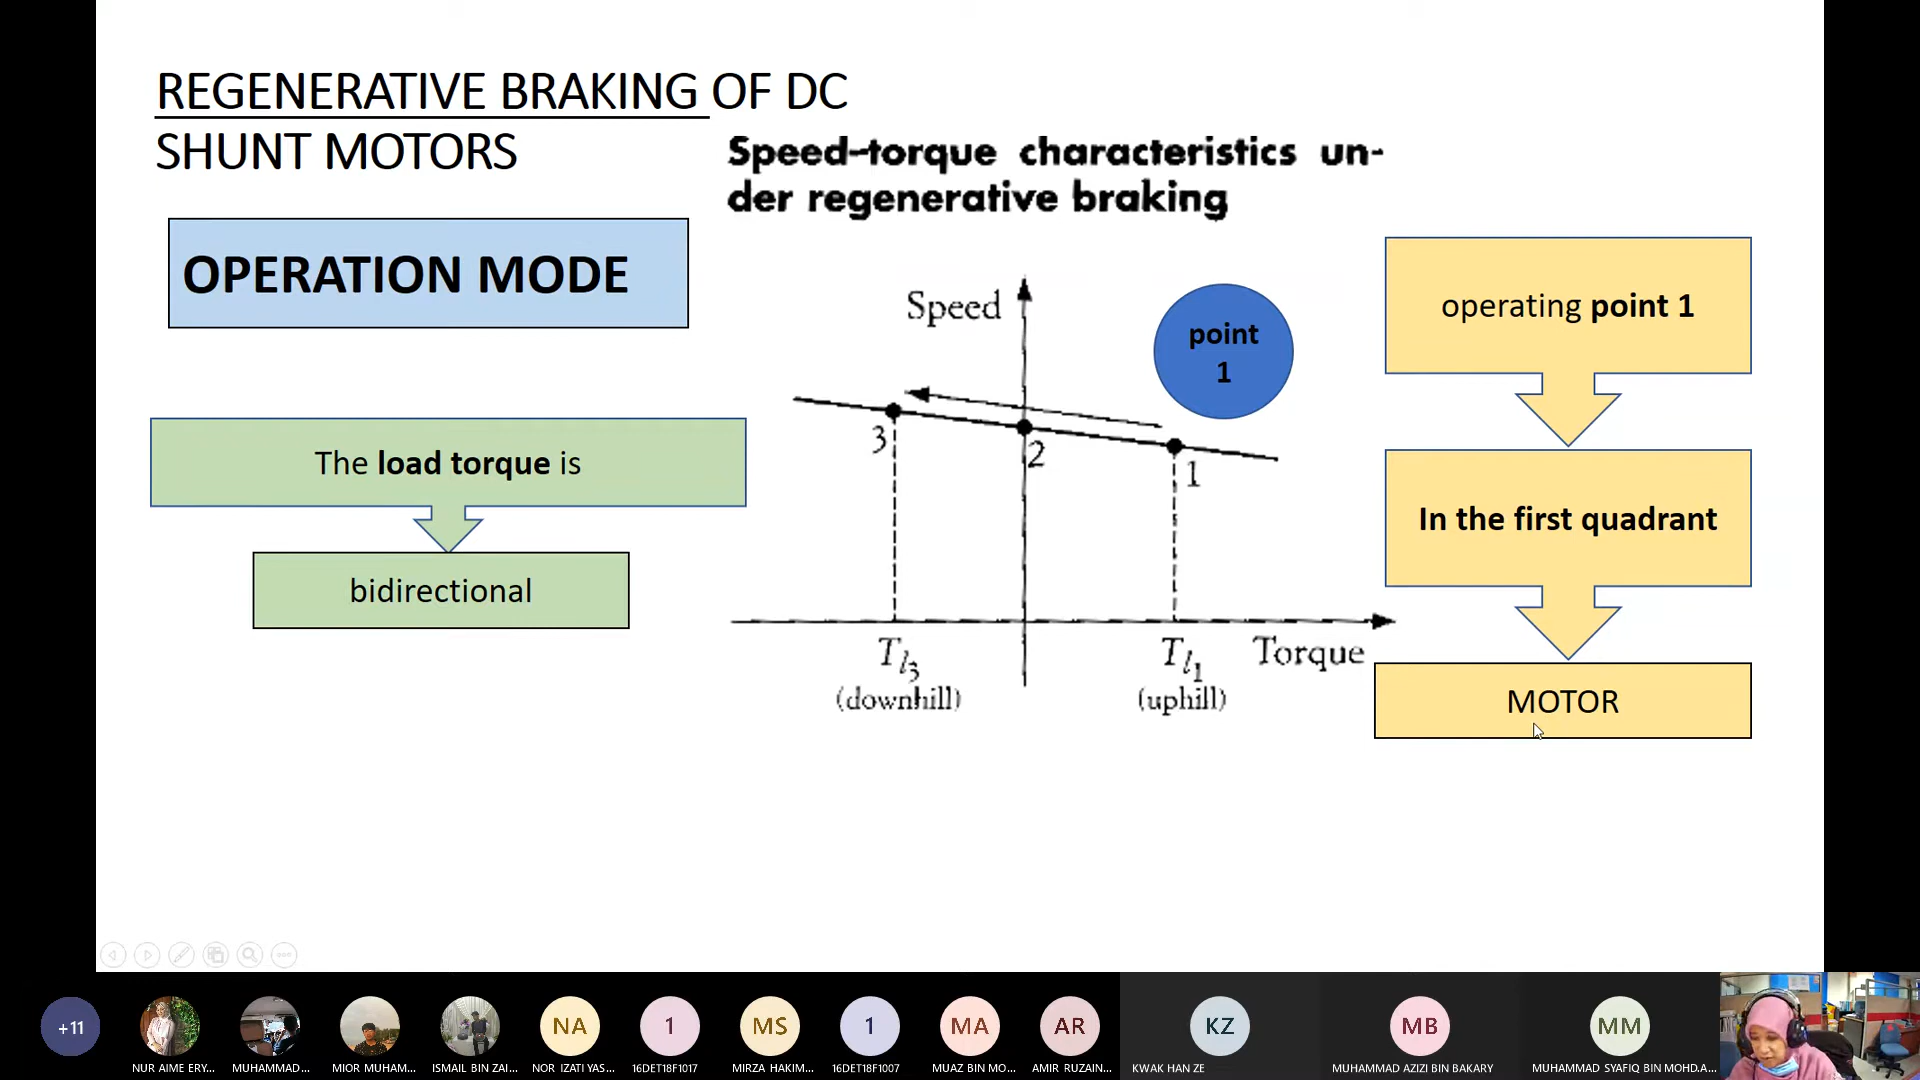 REGENERATIVE BRAKING OF DC
SHUNT MOTORS
Speed-torque characteristics un-
der regenerative braking
OPERATION MODE
The load torque is
bidirectional
Speed
point
1
3
2
1
Tl3
(downhill)
Tl1
(uphill)
Torque
operating point 1
In the first quadrant
MOTOR
+11
NUR AIME ERY...
MUHAMMAD...
MIOR MUHAM...
ISMAIL BIN ZAI...
NA
NOR IZATI YAS...
1
16DET18F1017
MS
MIRZA HAKIM...
1
16DET18F1007
MA
MUAZ BIN MO...
AR
AMIR RUZAIN...
KZ
KWAK HAN ZE
MB
MUHAMMAD AZIZI BIN BAKARY
MM
MUHAMMAD SYAFIQ BIN MOHD.A...